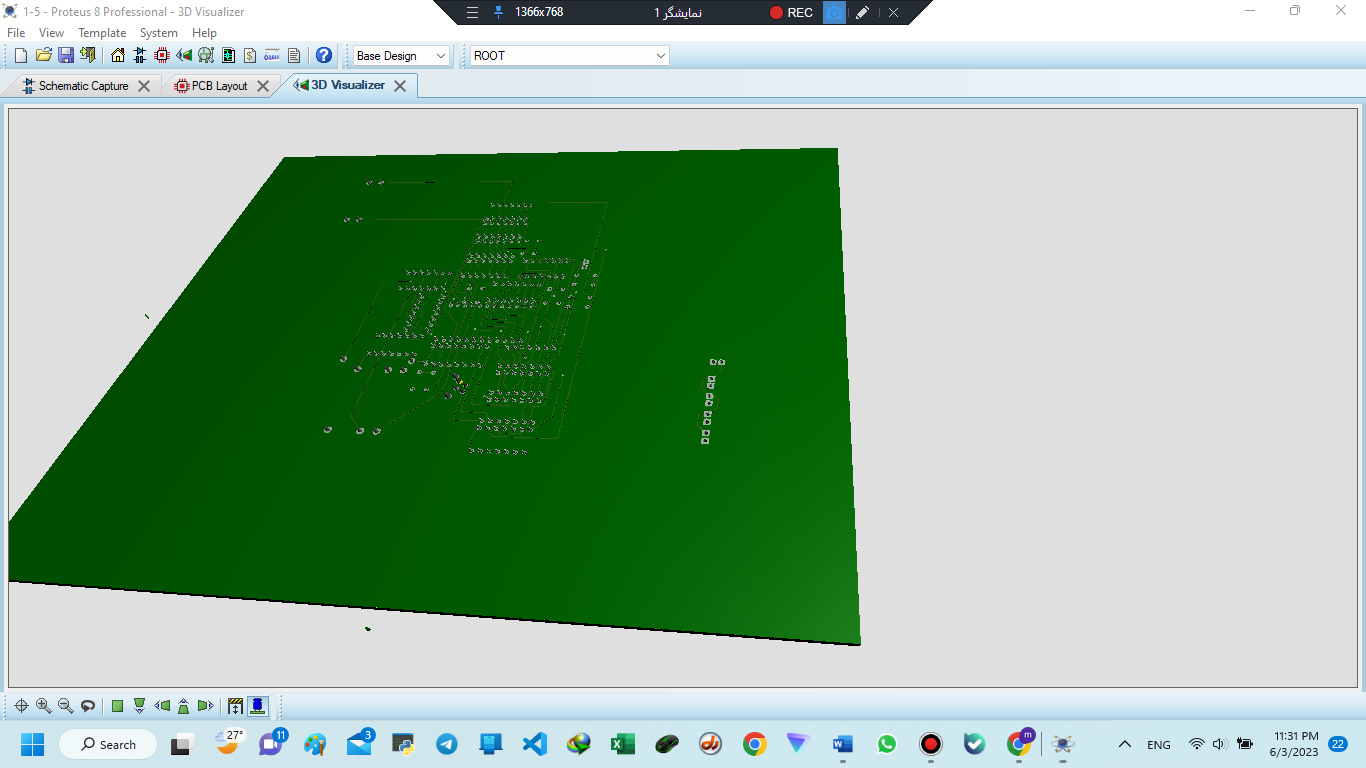 1-5 - Proteus 8 Professional - 3D Visualizer
1366x768
نمایشگر 1
REC
File View Template System Help
Base Design
ROOT
Schematic Capture
PCB Layout
3D Visualizer
Search
27°
11
3
m
ENG
11:31 PM
6/3/2023
22